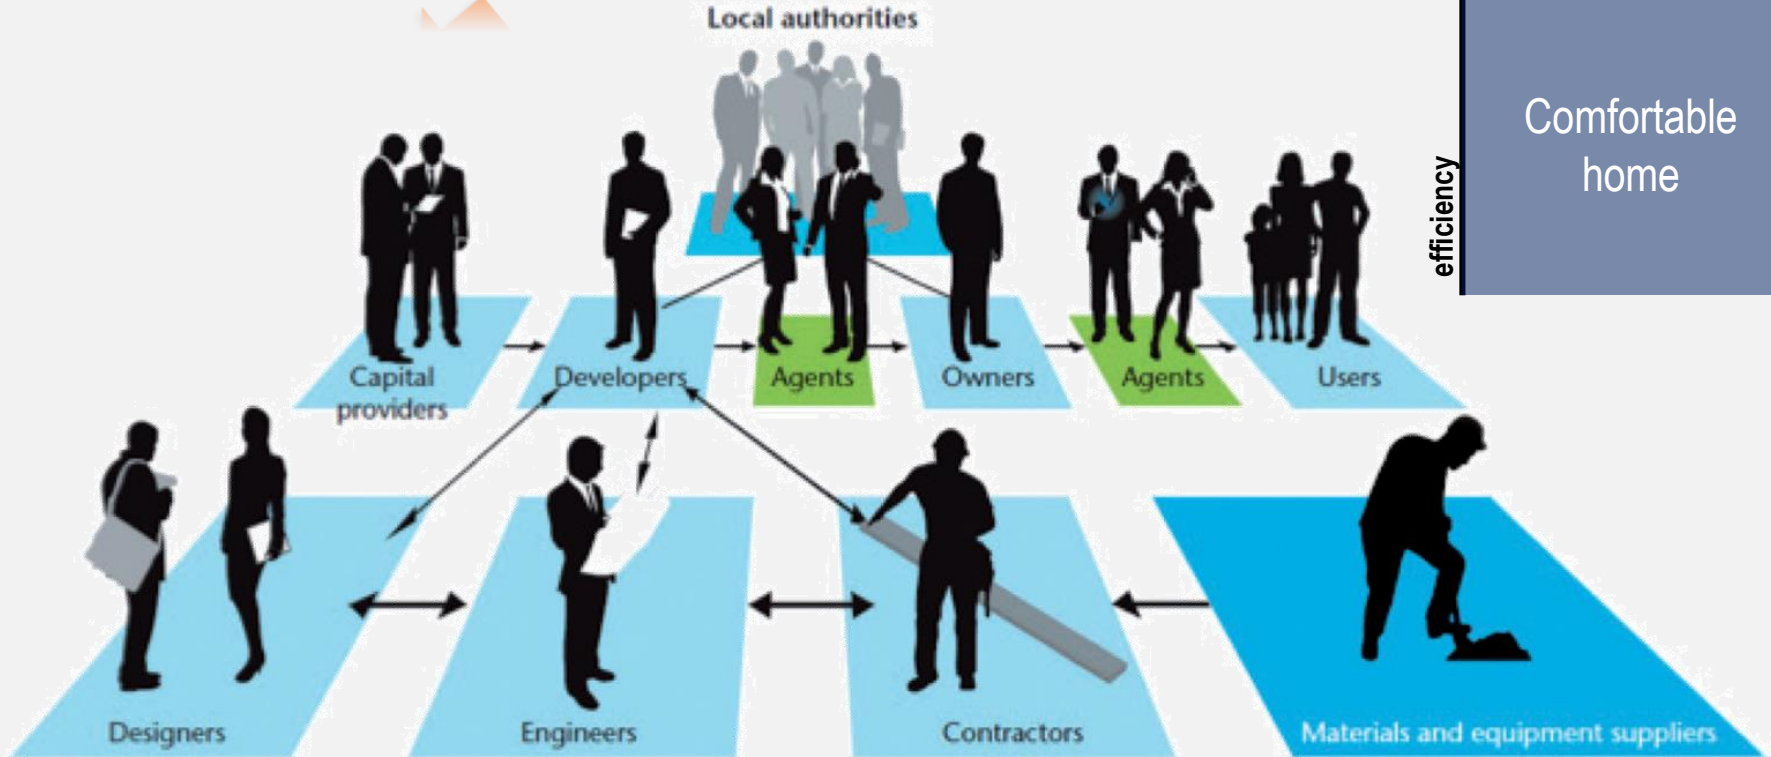 Local authorities
Comfortable
home
efficiency
Capital
providers
Developers
Agents
Owners
Agents
Users
Designers
Engineers
Contractors
Materials and equipment suppliers